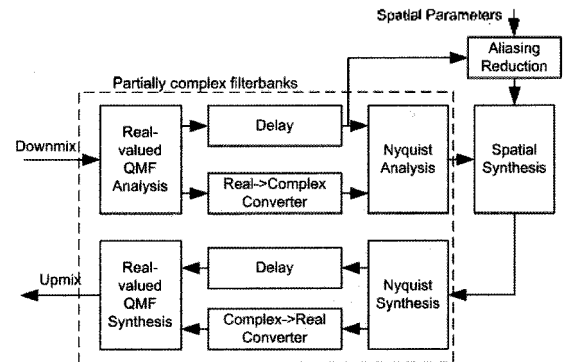 Spatial Parameters
Aliasing
Reduction
Partially complex filterbanks
Downmix
Real-
valued
QMF
Analysis
Delay
Real->Complex
Converter
Nyquist
Analysis
Spatial
Synthesis
Upmix
Real-
valued
QMF
Synthesis
Delay
Complex->Real
Converter
Nyquist
Synthesis